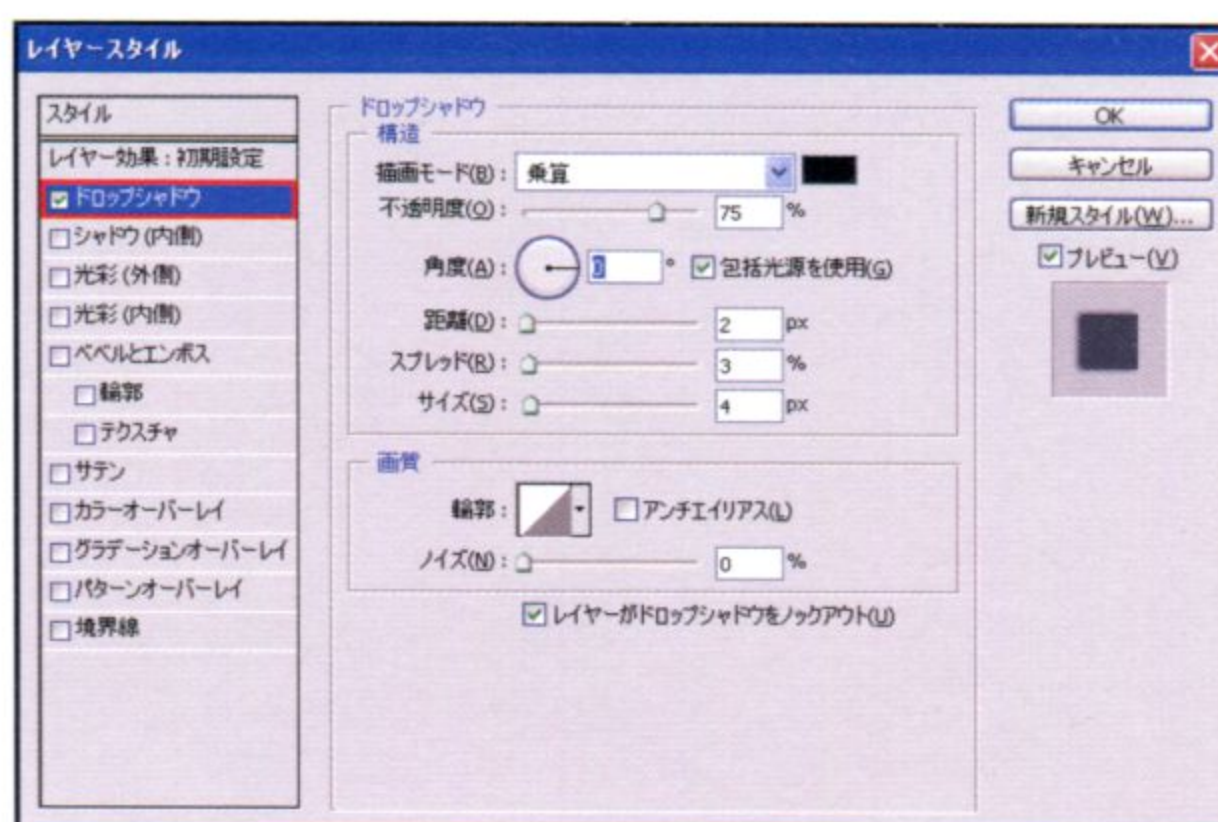 レイヤースタイル
スタイル
レイヤー効果：初期設定
ドロップシャドウ
シャドウ (内側)
光彩 (外側)
光彩 (内側)
ベベルとエンボス
輪郭
テクスチャ
サテン
カラーオーバーレイ
グラデーションオーバーレイ
パターンオーバーレイ
境界線
ドロップシャドウ
構造
描画モード(B)： 乗算
不透明度(O)： 75 %
角度(A)： 0 ° 包括光源を使用(G)
距離(D)： 2 px
スプレッド(R)： 3 %
サイズ(S)： 4 px
画質
輪郭： アンチエイリアス(L)
ノイズ(N)： 0 %
レイヤーがドロップシャドウをノックアウト(U)
OK
キャンセル
新規スタイル(W)...
プレビュー(V)